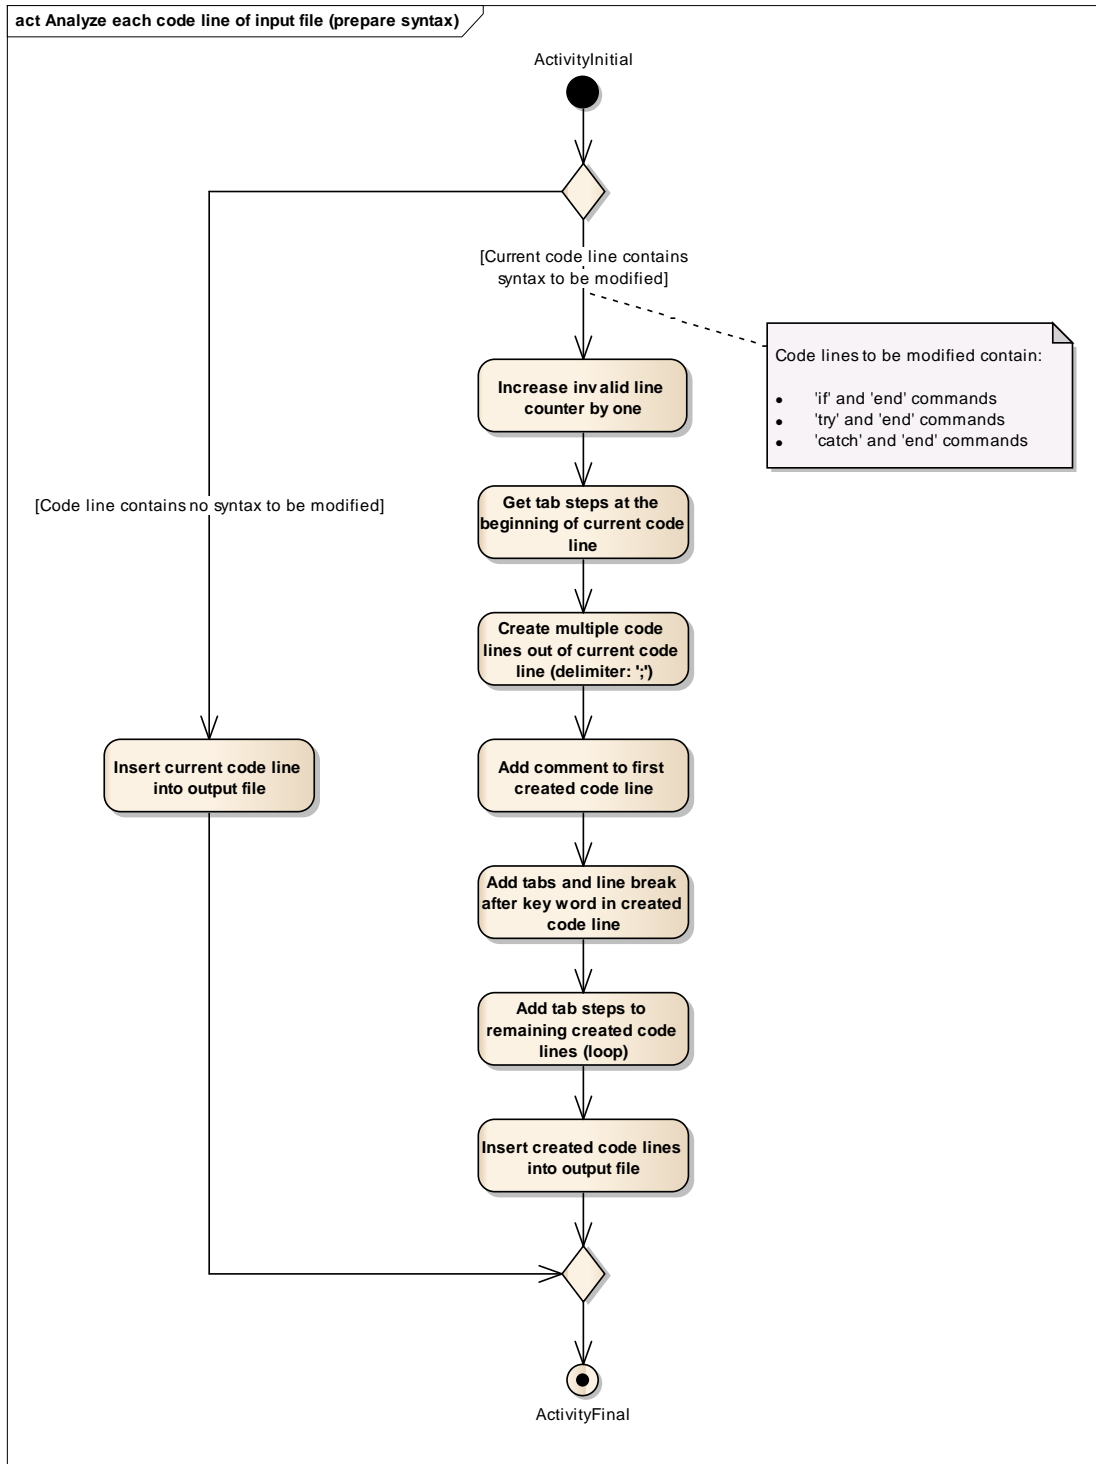 act Analyze each code line of input file (prepare syntax)
ActivityInitial
[Current code line contains
syntax to be modified]
Code lines to be modified contain:
• 'if' and 'end' commands
• 'try' and 'end' commands
• 'catch' and 'end' commands
Increase invalid line
counter by one
[Code line contains no syntax to be modified]
Get tab steps at the
beginning of current code
line
Create multiple code
lines out of current code
line (delimiter: ';')
Insert current code line
into output file
Add comment to first
created code line
Add tabs and line break
after key word in created
code line
Add tab steps to
remaining created code
lines (loop)
Insert created code lines
into output file
ActivityFinal